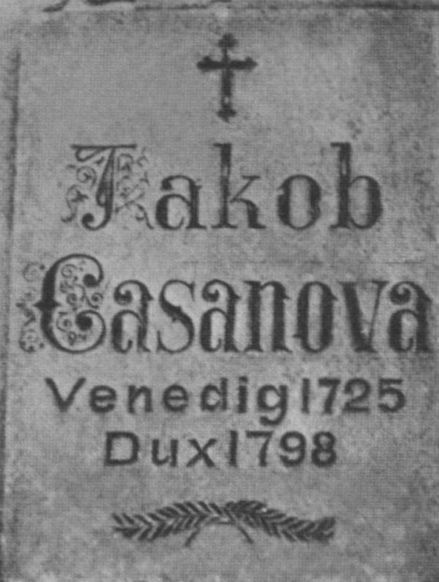 Jakob
Casanova
Venedig 1725
Dux 1798